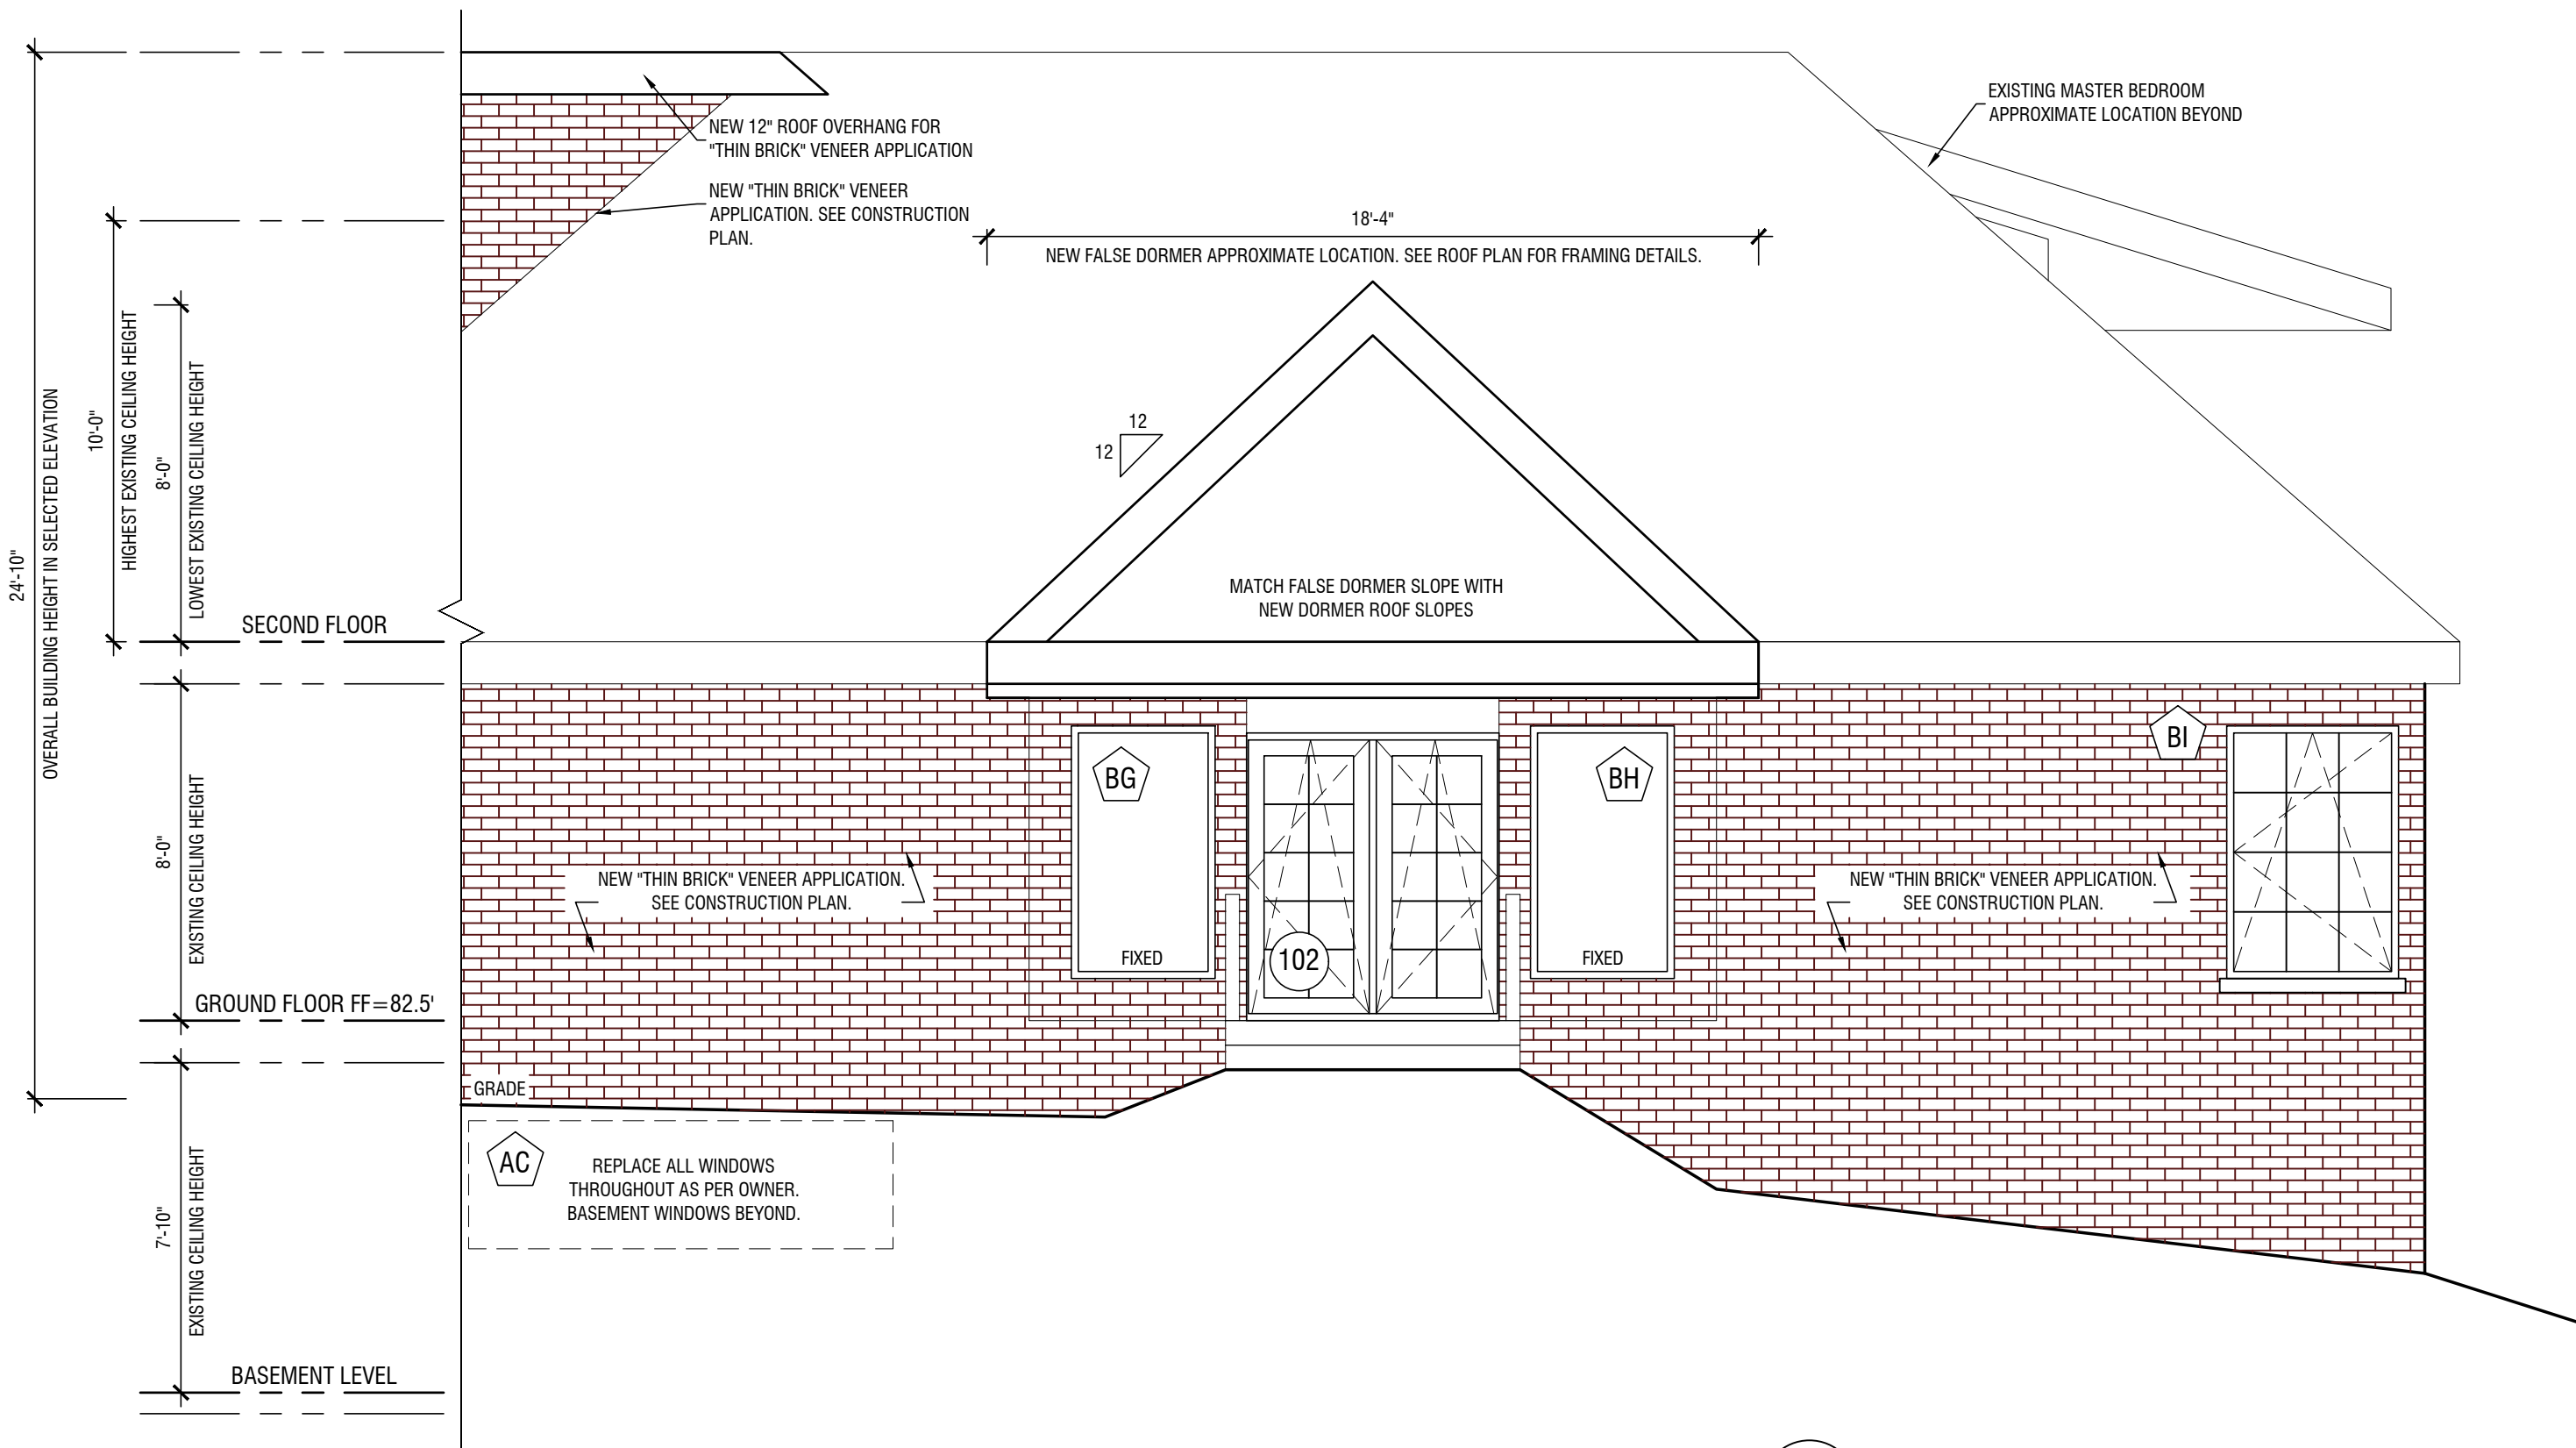 EXISTING MASTER BEDROOM
APPROXIMATE LOCATION BEYOND
NEW 12" ROOF OVERHANG FOR
"THIN BRICK" VENEER APPLICATION
NEW "THIN BRICK" VENEER
APPLICATION. SEE CONSTRUCTION
PLAN.
18'-4"
NEW FALSE DORMER APPROXIMATE LOCATION. SEE ROOF PLAN FOR FRAMING DETAILS.
12
12
24'-10"
OVERALL BUILDING HEIGHT IN SELECTED ELEVATION
10'-0"
HIGHEST EXISTING CEILING HEIGHT
8'-0"
LOWEST EXISTING CEILING HEIGHT
MATCH FALSE DORMER SLOPE WITH
NEW DORMER ROOF SLOPES
SECOND FLOOR
BG
BH
BI
8'-0"
EXISTING CEILING HEIGHT
NEW "THIN BRICK" VENEER APPLICATION.
SEE CONSTRUCTION PLAN.
NEW "THIN BRICK" VENEER APPLICATION.
SEE CONSTRUCTION PLAN.
FIXED
102
FIXED
GROUND FLOOR FF=82.5'
GRADE
AC
REPLACE ALL WINDOWS
THROUGHOUT AS PER OWNER.
BASEMENT WINDOWS BEYOND.
7'-10"
EXISTING CEILING HEIGHT
BASEMENT LEVEL